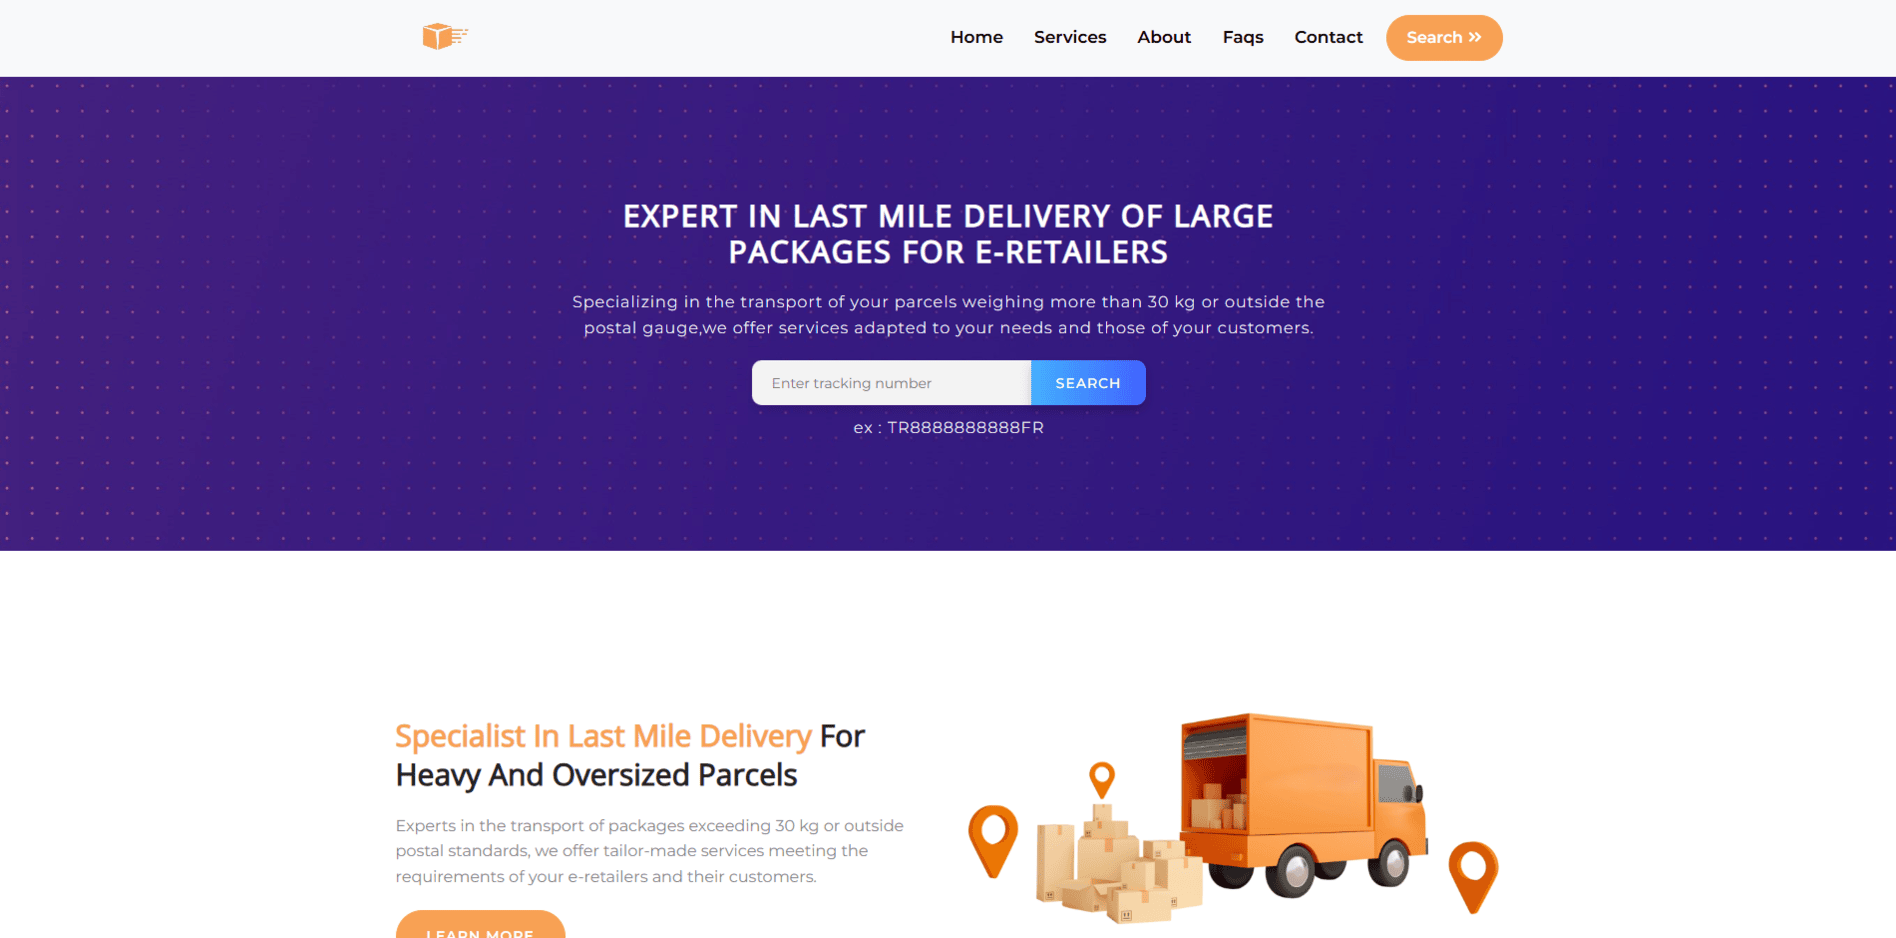 Home Services About Faqs Contact Search »
EXPERT IN LAST MILE DELIVERY OF LARGE
PACKAGES FOR E-RETAILERS
Specializing in the transport of your parcels weighing more than 30 kg or outside the
postal gauge,we offer services adapted to your needs and those of your customers.
Enter tracking number SEARCH
ex : TR8888888888FR
Specialist In Last Mile Delivery For
Heavy And Oversized Parcels
Experts in the transport of packages exceeding 30 kg or outside
postal standards, we offer tailor-made services meeting the
requirements of your e-retailers and their customers.
LEARN MORE